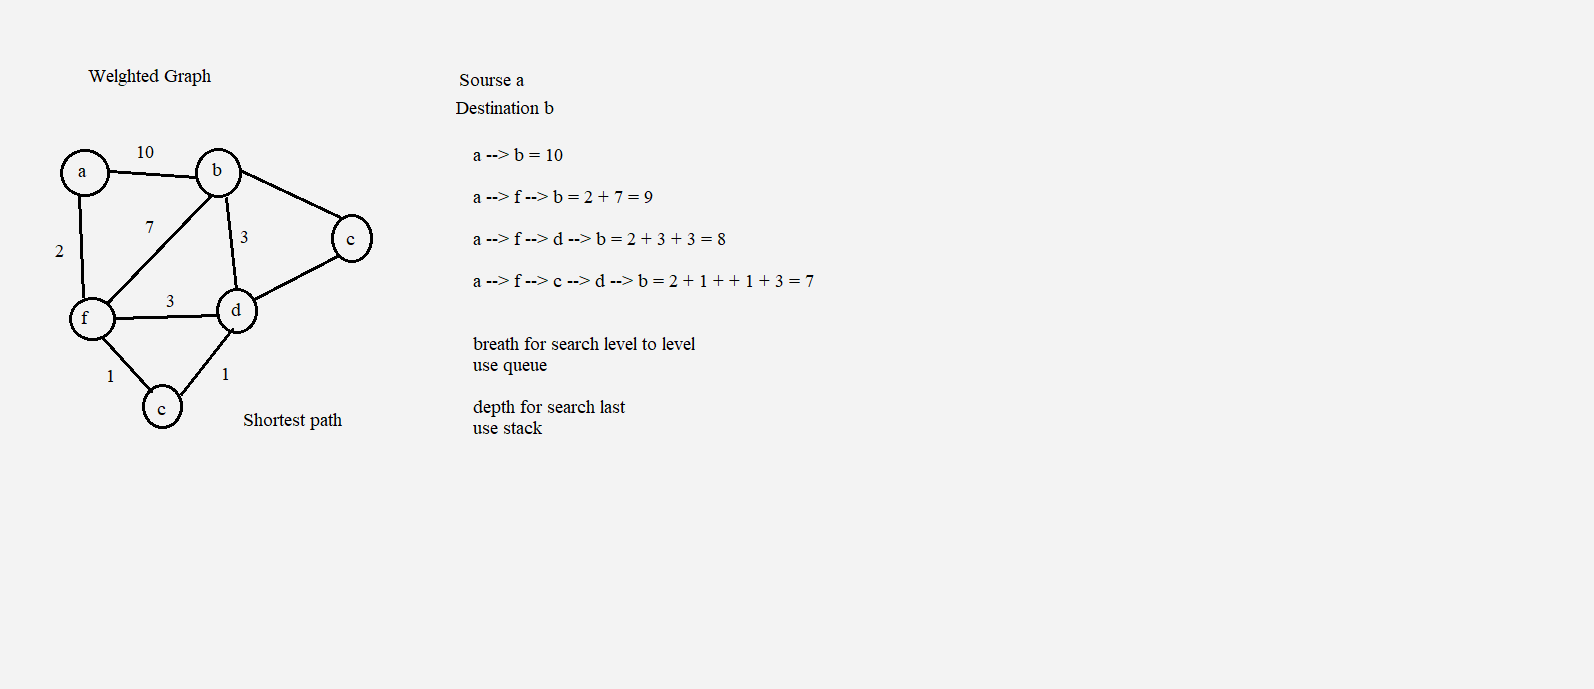 Welghted Graph
Sourse a
Destination b
10
a
b
7
2
3
c
3
f
d
1
1
c
Shortest path
a --> b = 10
a --> f --> b = 2 + 7 = 9
a --> f --> d --> b = 2 + 3 + 3 = 8
a --> f --> c --> d --> b = 2 + 1 + + 1 + 3 = 7
breath for search level to level
use queue
depth for search last
use stack